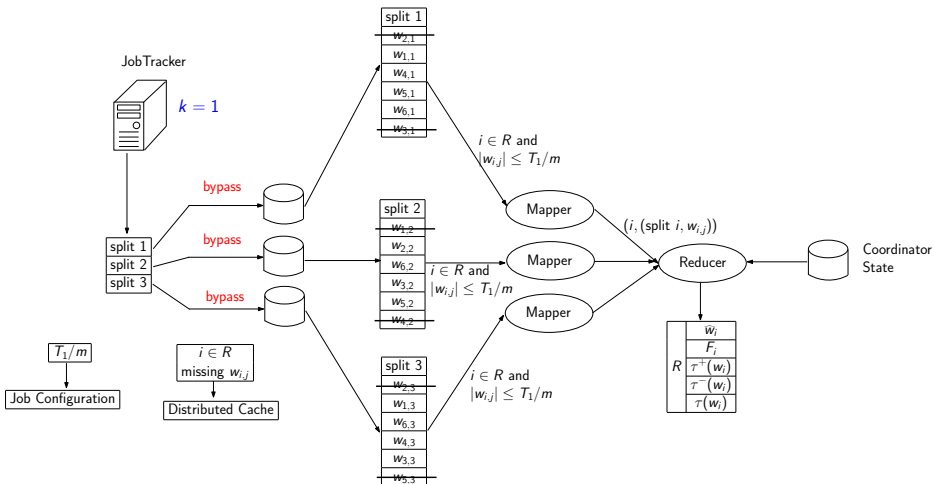 JobTracker
k = 1
split 1
split 2
split 3
bypass
bypass
bypass
T₁/m
Job Configuration
i ∈ R
missing wᵢ,ⱼ
Distributed Cache
split 1
w₂,₁
w₁,₁
w₄,₁
w₅,₁
w₆,₁
w₃,₁
split 2
w₁,₂
w₂,₂
w₆,₂
w₃,₂
w₅,₂
w₄,₂
split 3
w₂,₃
w₁,₃
w₆,₃
w₄,₃
w₃,₃
w₅,₃
i ∈ R and
|wᵢ,ⱼ| ≤ T₁/m
i ∈ R and
|wᵢ,ⱼ| ≤ T₁/m
i ∈ R and
|wᵢ,ⱼ| ≤ T₁/m
Mapper
Mapper
Mapper
(i, (split i, wᵢ,ⱼ))
Reducer
Coordinator
State
R
ŵᵢ
Fᵢ
τ⁺(wᵢ)
τ⁻(wᵢ)
τ(wᵢ)